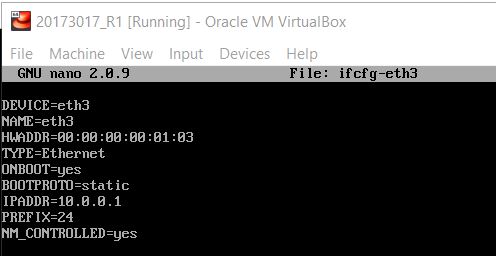 20173017_R1 [Running] - Oracle VM VirtualBox
File Machine View Input Devices Help
GNU nano 2.0.9 File: ifcfg-eth3
DEVICE=eth3
NAME=eth3
HWADDR=00:00:00:00:01:03
TYPE=Ethernet
ONBOOT=yes
BOOTPROTO=static
IPADDR=10.0.0.1
PREFIX=24
NM_CONTROLLED=yes